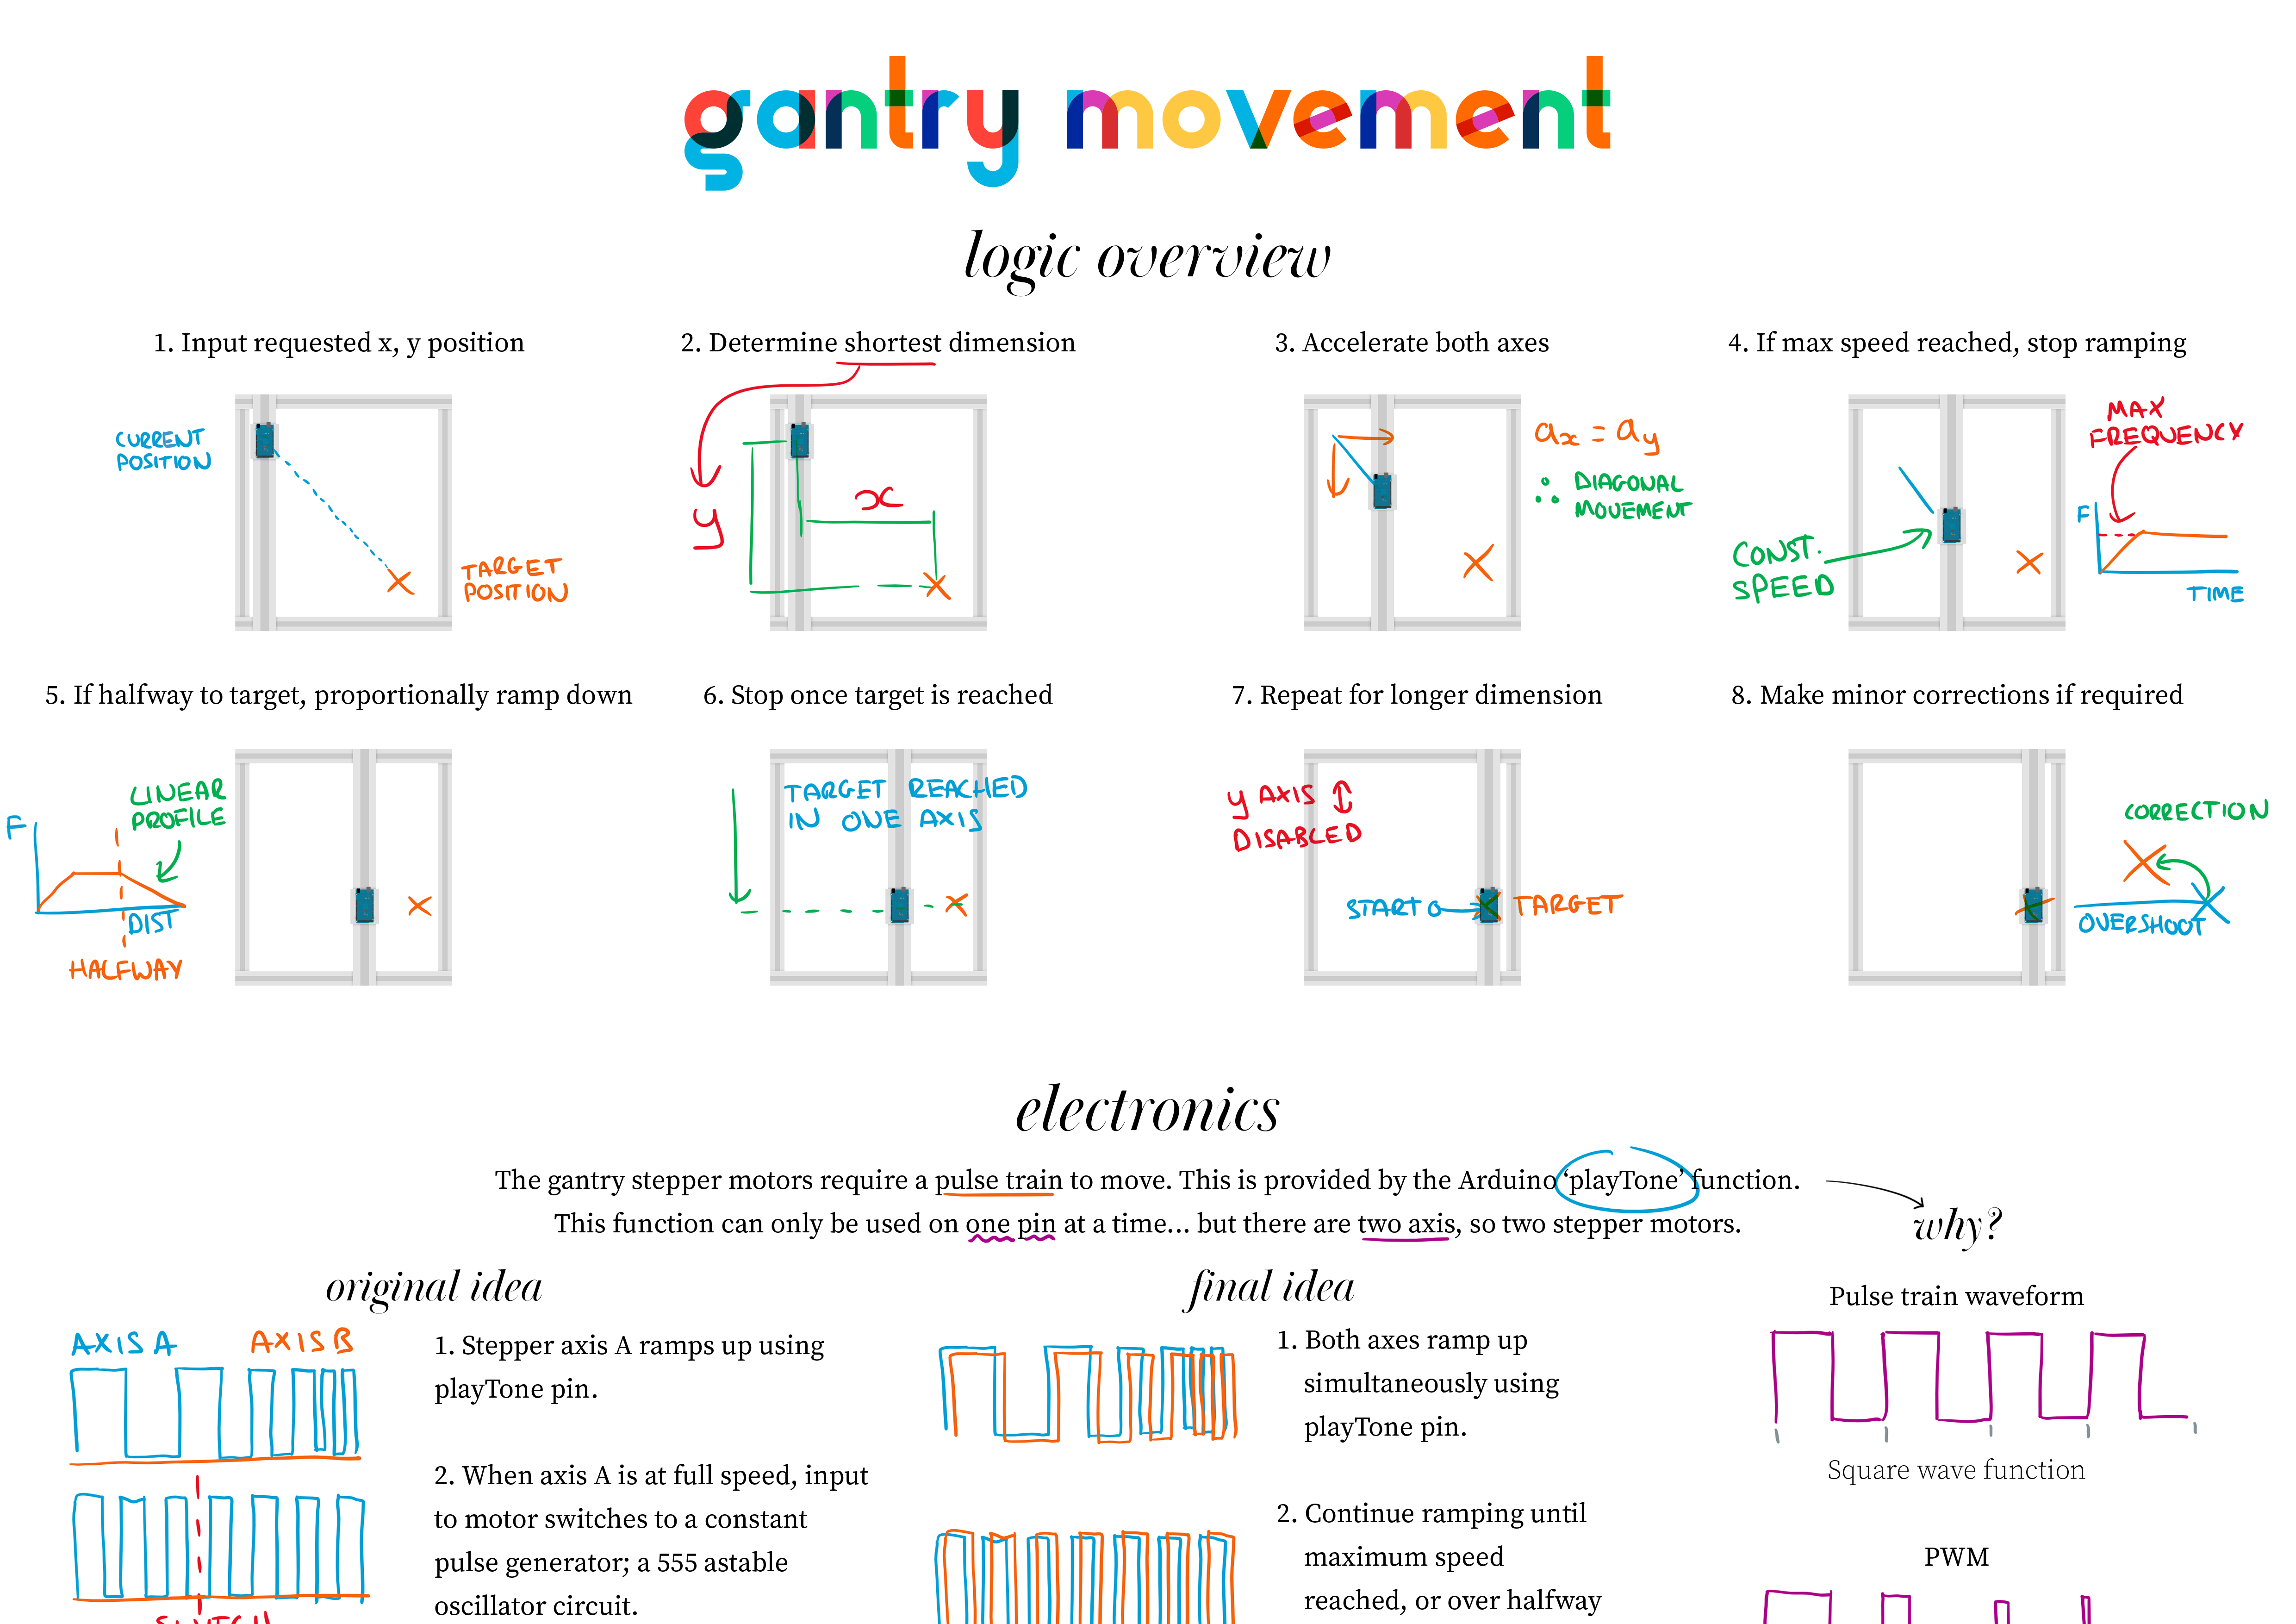 gantry movement
logic overview
1. Input requested x, y position
CURRENT
POSITION
TARGET
POSITION
2. Determine shortest dimension
y
x
3. Accelerate both axes
ax = ay
∴ DIAGONAL
MOVEMENT
4. If max speed reached, stop ramping
MAX
FREQUENCY
CONST.
SPEED
F
TIME
5. If halfway to target, proportionally ramp down
LINEAR
PROFILE
F
DIST
HALFWAY
6. Stop once target is reached
TARGET REACHED
IN ONE AXIS
7. Repeat for longer dimension
y AXIS ↕
DISABLED
START
TARGET
8. Make minor corrections if required
CORRECTION
OVERSHOOT
electronics
The gantry stepper motors require a pulse train to move. This is provided by the Arduino ‘playTone’ function.
This function can only be used on one pin at a time... but there are two axis, so two stepper motors.
why?
original idea
AXIS A
AXIS B
1. Stepper axis A ramps up using
playTone pin.
2. When axis A is at full speed, input
to motor switches to a constant
pulse generator; a 555 astable
oscillator circuit.
final idea
1. Both axes ramp up
simultaneously using
playTone pin.
2. Continue ramping until
maximum speed
reached, or over halfway
Pulse train waveform
Square wave function
PWM